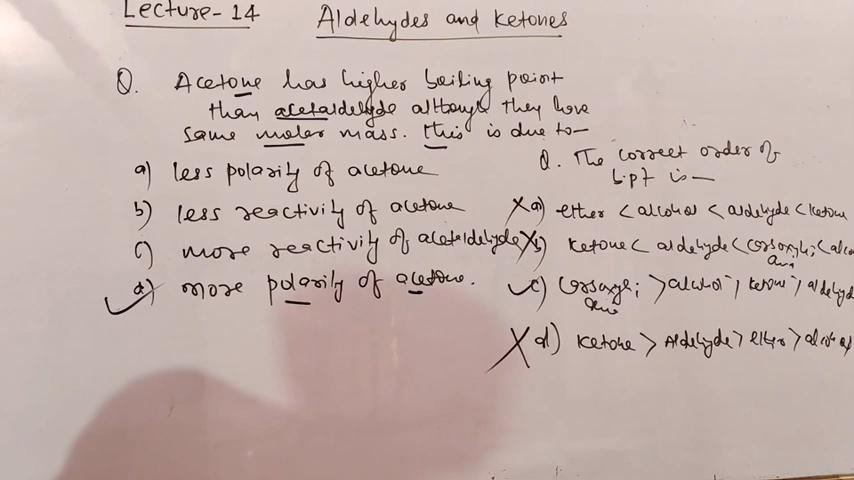 Lecture-14
Aldehydes and Ketones
Q. Acetone has higher boiling point
than acetaldehyde although they have
same molar mass. this is due to—
a) less polarity of acetone
b) less reactivity of acetone
c) more reactivity of acetaldehyde
d) more polarity of acetone.
Q. The correct order of
b.pt is —
a) ether < alcohol < aldehyde < ketone
b) ketone < aldehyde < carboxylic < alco
c) Carboxylic > alcohol > ketone > aldehyde
d) Ketone > Aldehyde > ether > alcohol